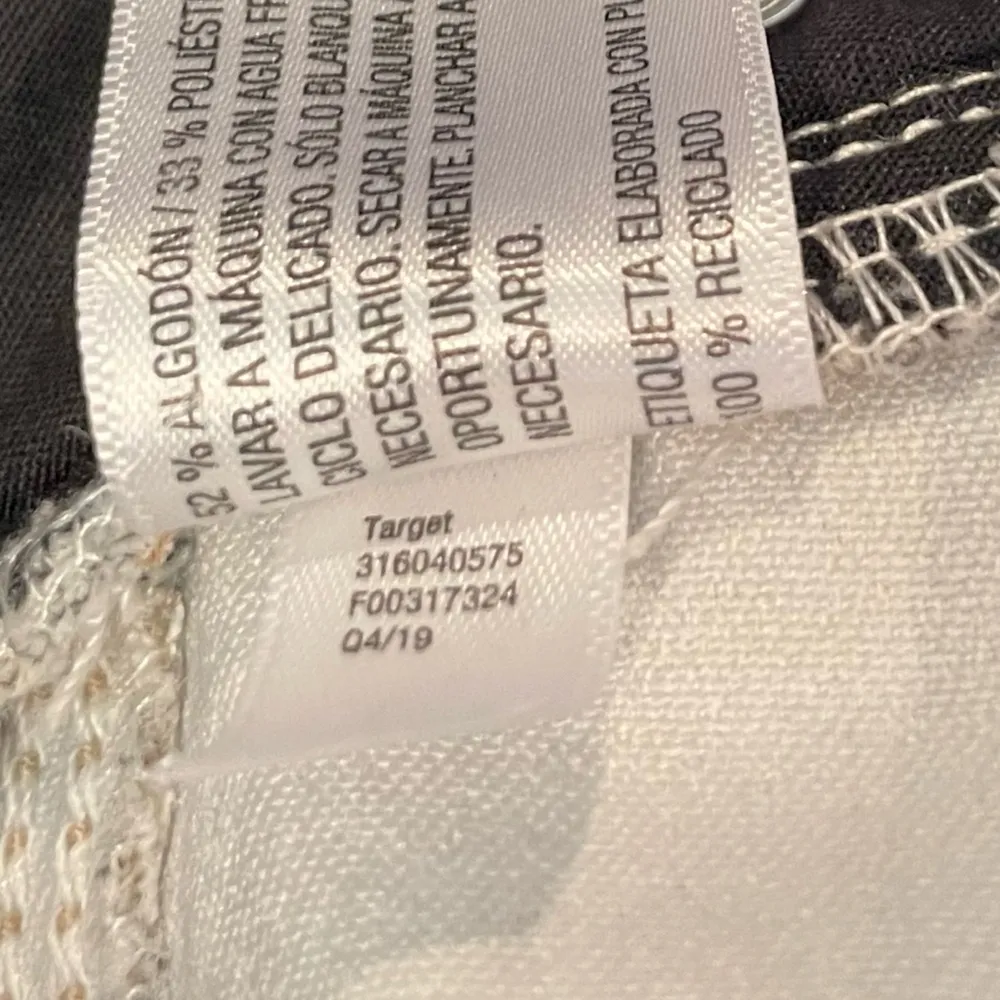 52 % ALGODÓN / 33 % POLIÉST
LAVAR A MÁQUINA CON AGUA FR
CICLO DELICADO. SÓLO BLANQU
NECESARIO. SECAR A MÁQUINA
OPORTUNAMENTE. PLANCHAR A
NECESARIO.
ETIQUETA ELABORADA CON
100 % RECICLADO
Target
316040575
F00317324
Q4/19